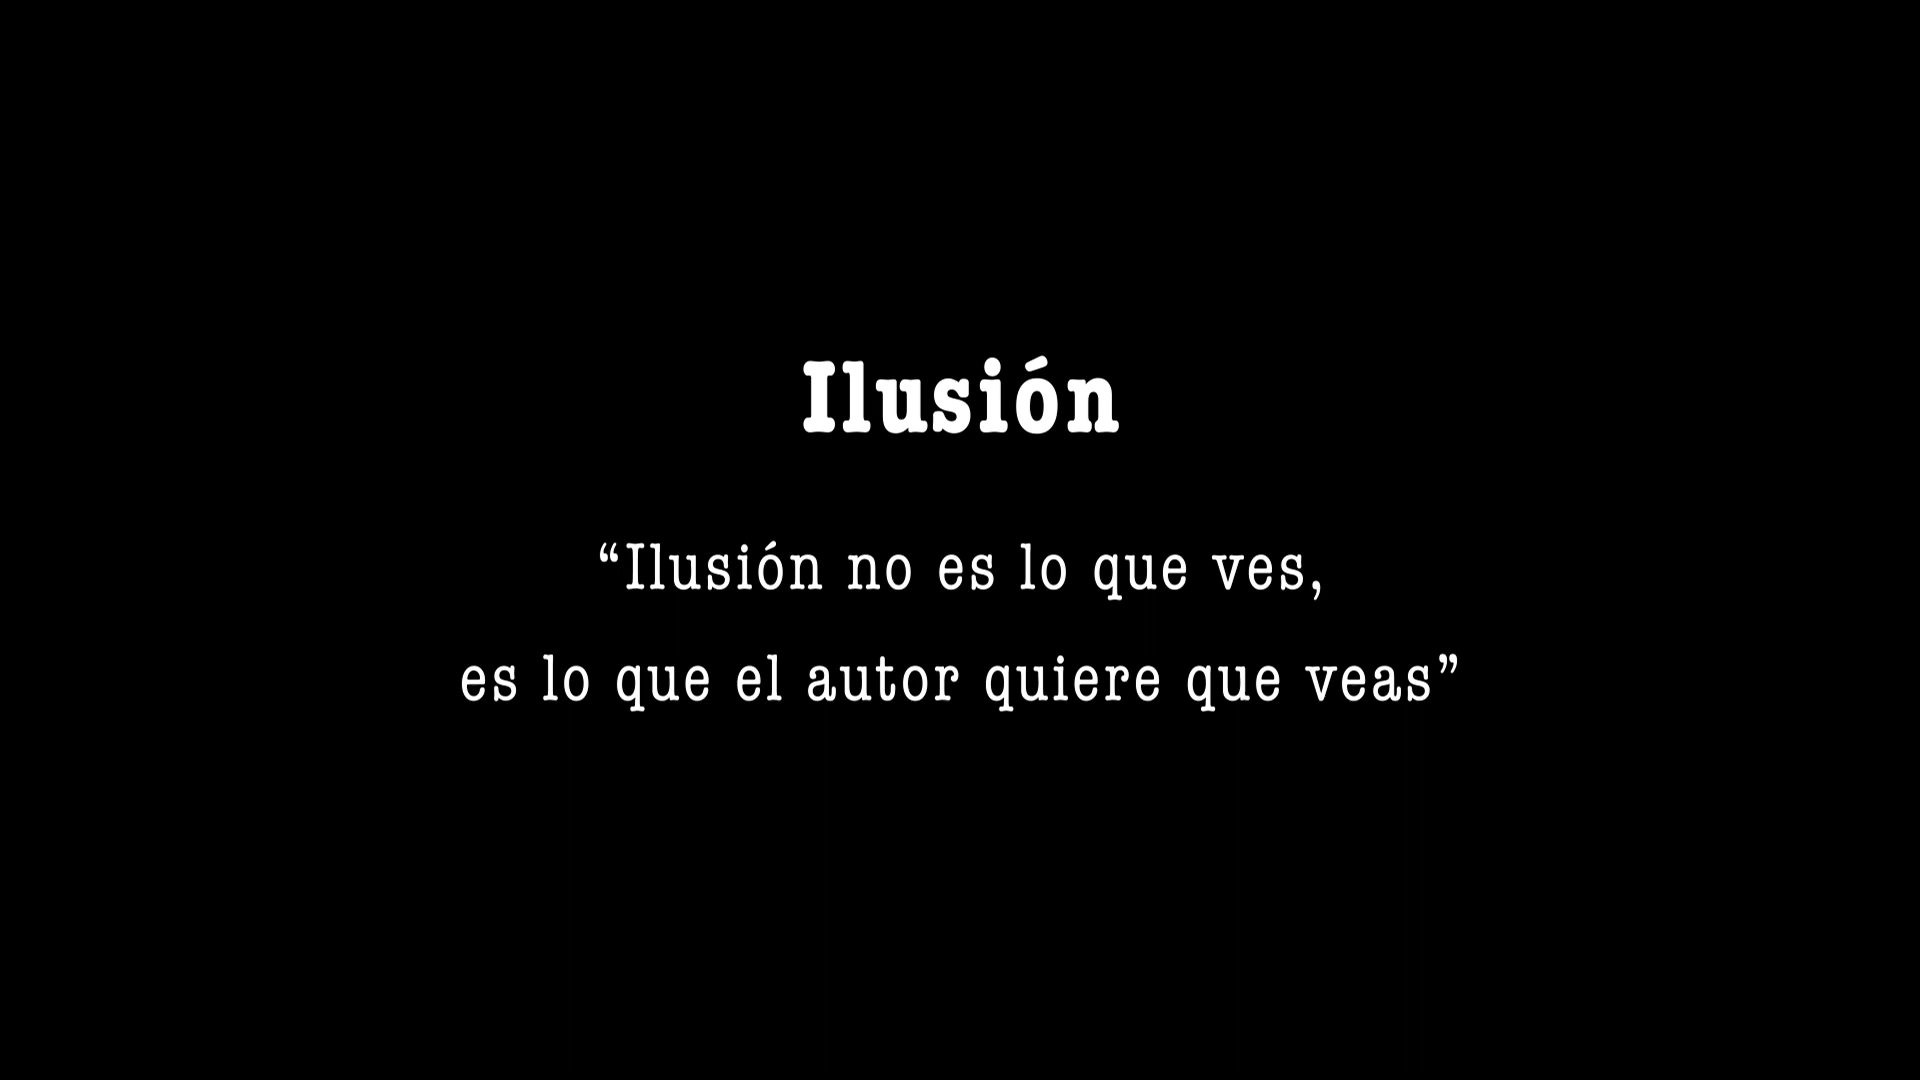 Ilusión
“Ilusión no es lo que ves,
es lo que el autor quiere que veas”